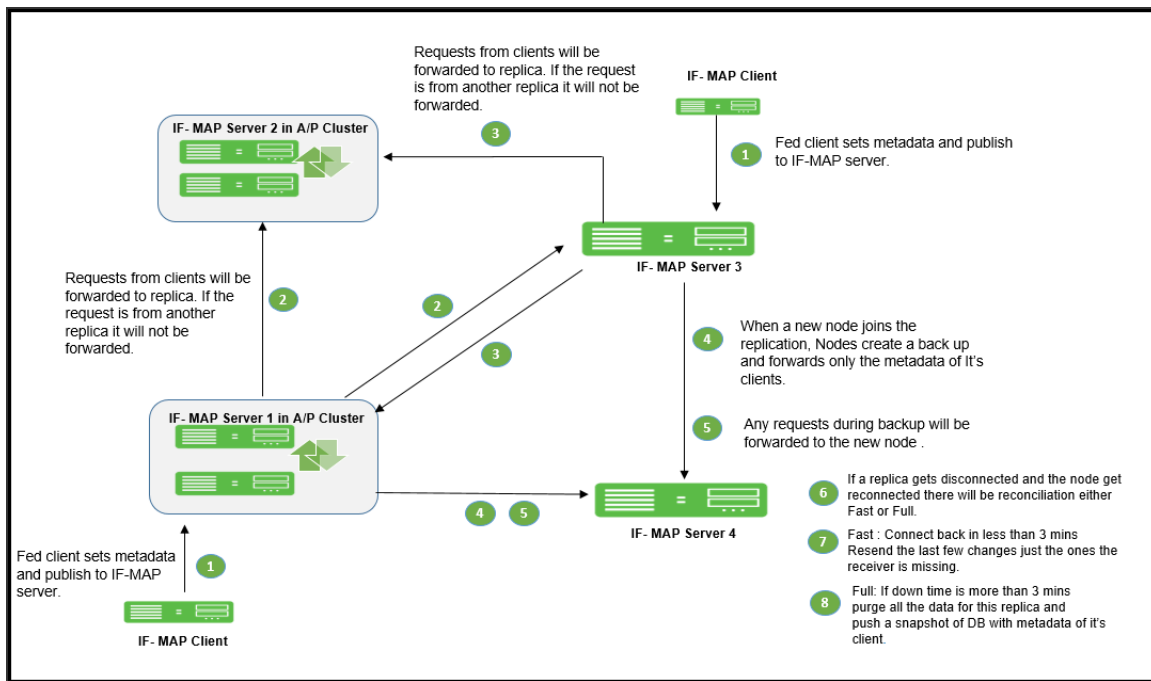 Requests from clients will be
forwarded to replica. If the request
is from another replica it will not be
forwarded.
3
IF- MAP Client
1
Fed client sets metadata and publish
to IF-MAP server.
IF- MAP Server 2 in A/P Cluster
IF- MAP Server 3
Requests from clients will be
forwarded to replica. If the
request is from another
replica it will not be
forwarded.
2
2
3
4
When a new node joins the
replication, Nodes create a back up
and forwards only the metadata of It's
clients.
5
Any requests during backup will be
forwarded to the new node .
IF- MAP Server 1 in A/P Cluster
4
5
IF- MAP Server 4
6
If a replica gets disconnected and the node get
reconnected there will be reconciliation either
Fast or Full.
7
Fast : Connect back in less than 3 mins
Resend the last few changes just the ones the
receiver is missing.
8
Full: If down time is more than 3 mins
purge all the data for this replica and
push a snapshot of DB with metadata of it's
client.
Fed client sets metadata
and publish to IF-MAP
server.
1
IF- MAP Client